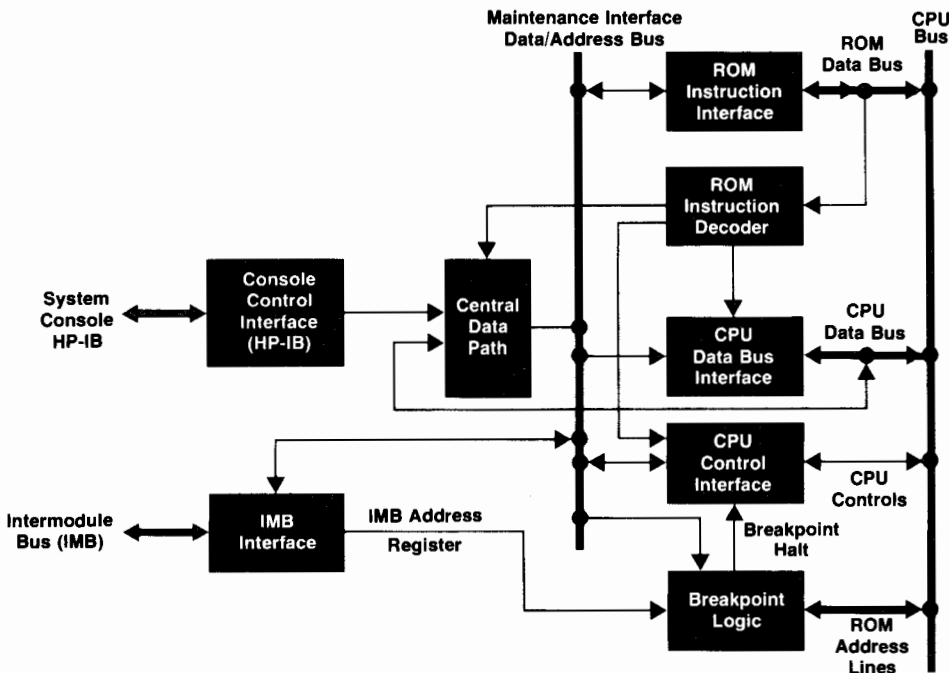 Maintenance Interface
Data/Address Bus
CPU
Bus
ROM
Data Bus
ROM
Instruction
Interface
ROM
Instruction
Decoder
Console
Control
Interface
(HP-IB)
System
Console
HP-IB
Central
Data
Path
CPU
Data Bus
CPU
Data Bus
Interface
CPU
Control
Interface
CPU
Controls
Intermodule
Bus (IMB)
IMB
Interface
IMB Address
Register
Breakpoint
Halt
Breakpoint
Logic
ROM
Address
Lines